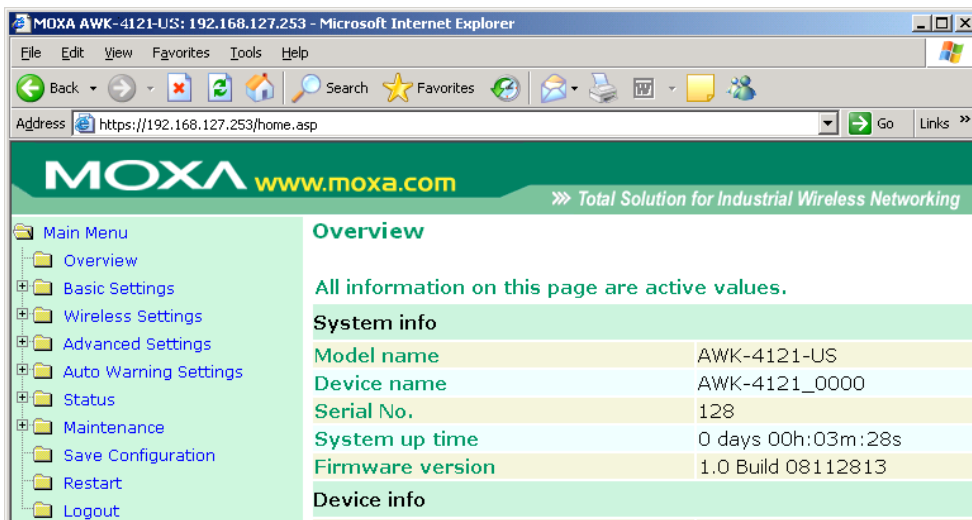 MOXA AWK-4121-US: 192.168.127.253 - Microsoft Internet Explorer
File Edit View Favorites Tools Help
Back Search Favorites
Address https://192.168.127.253/home.asp Go Links »
MOXA www.moxa.com
Total Solution for Industrial Wireless Networking
Main Menu
Overview
Basic Settings
Wireless Settings
Advanced Settings
Auto Warning Settings
Status
Maintenance
Save Configuration
Restart
Logout
Overview
All information on this page are active values.
System info
Model name AWK-4121-US
Device name AWK-4121_0000
Serial No. 128
System up time 0 days 00h:03m:28s
Firmware version 1.0 Build 08112813
Device info